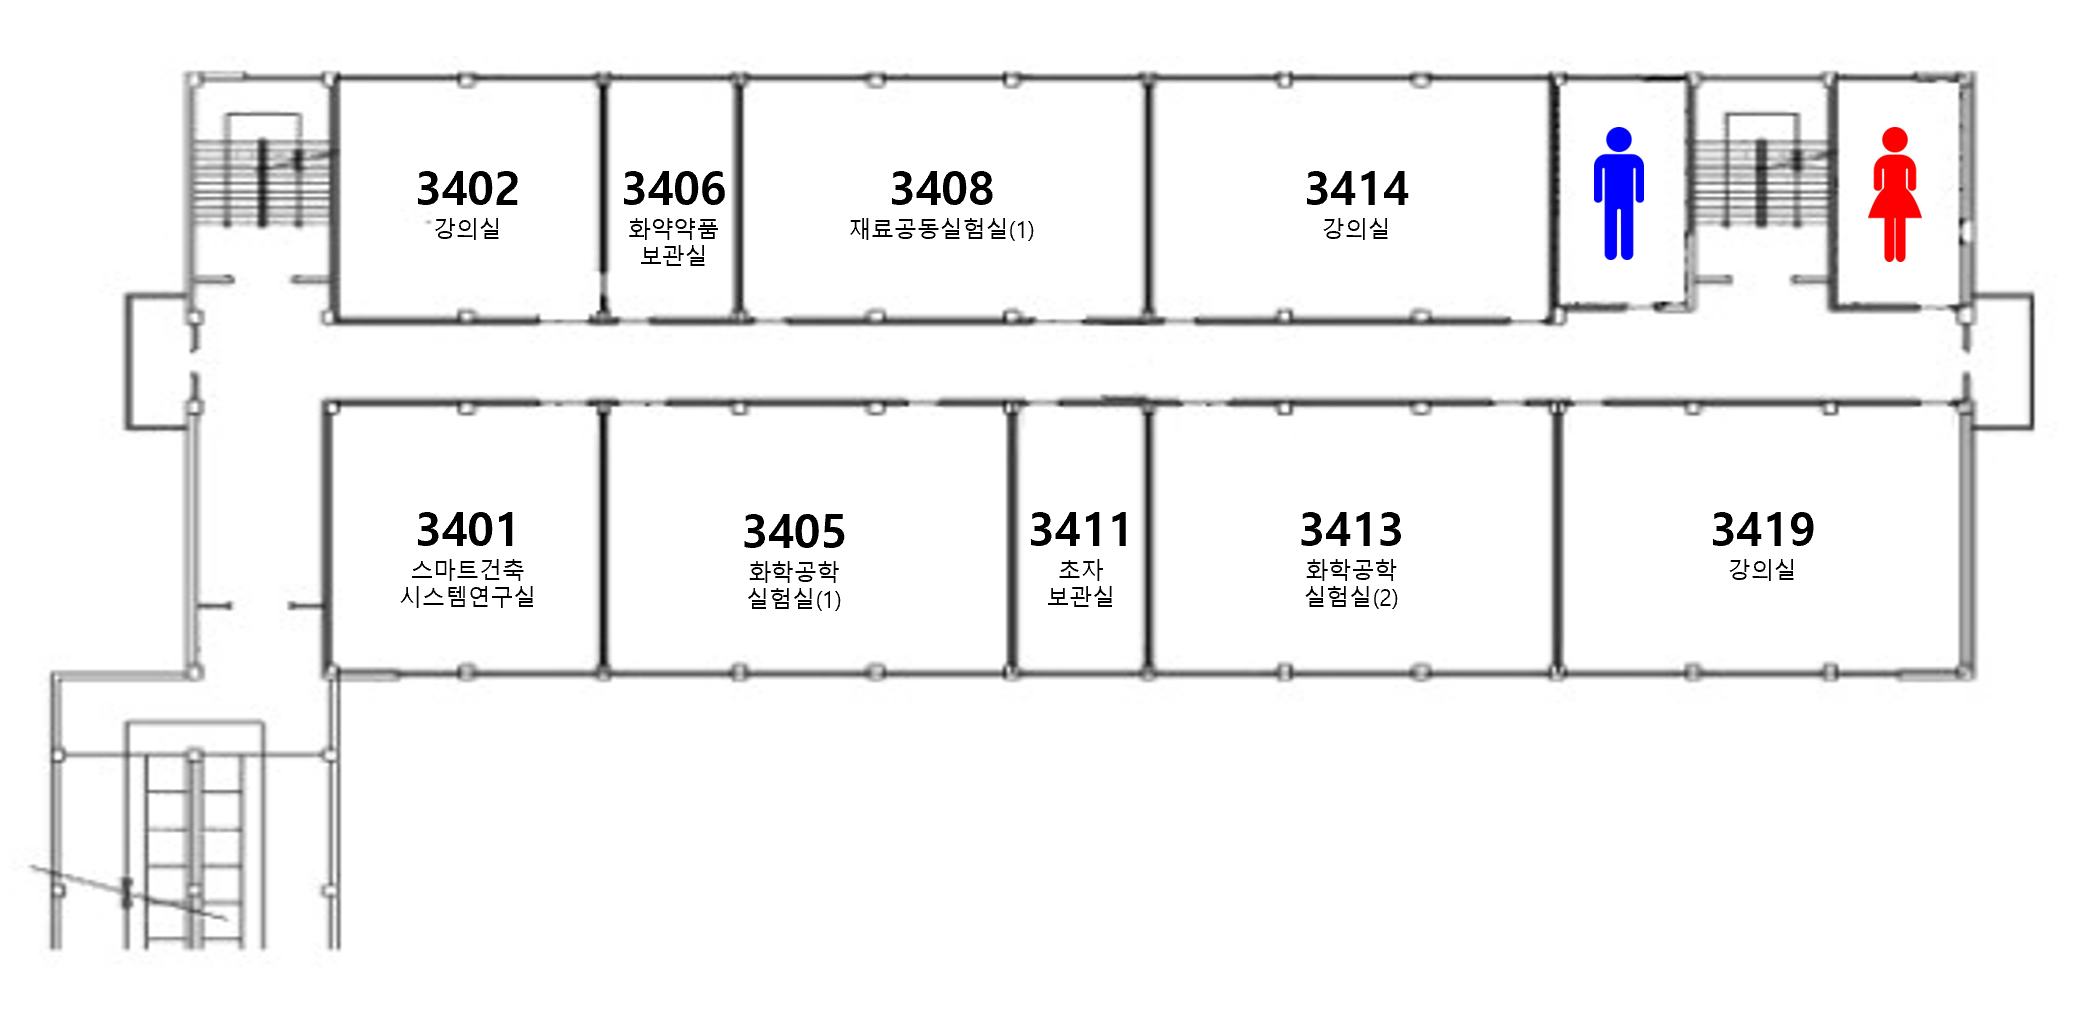 3402
강의실
3406
화약약품
보관실
3408
재료공동실험실(1)
3414
강의실
3401
스마트건축
시스템연구실
3405
화학공학
실험실(1)
3411
초자
보관실
3413
화학공학
실험실(2)
3419
강의실